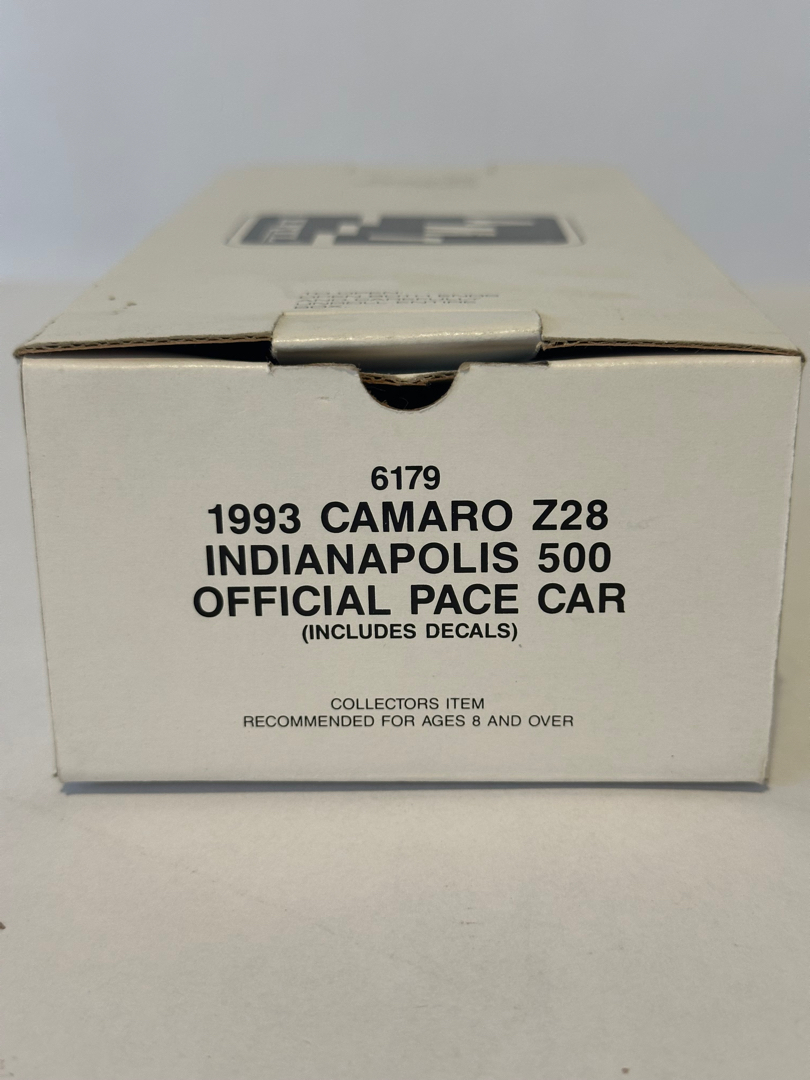 6179
1993 CAMARO Z28
INDIANAPOLIS 500
OFFICIAL PACE CAR
(INCLUDES DECALS)
COLLECTORS ITEM
RECOMMENDED FOR AGES 8 AND OVER